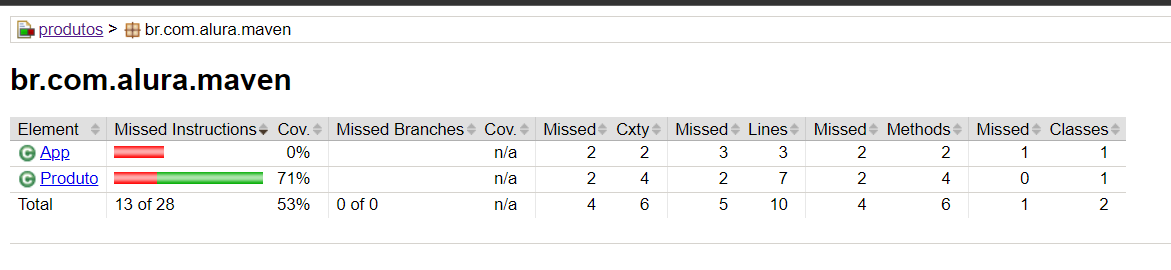 produtos > br.com.alura.maven
br.com.alura.maven
Element Missed Instructions Cov. Missed Branches Cov. Missed Cxty Missed Lines Missed Methods Missed Classes
C App 0% n/a 2 2 3 3 2 2 1 1
C Produto 71% n/a 2 4 2 7 2 4 0 1
Total 13 of 28 53% 0 of 0 n/a 4 6 5 10 4 6 1 2